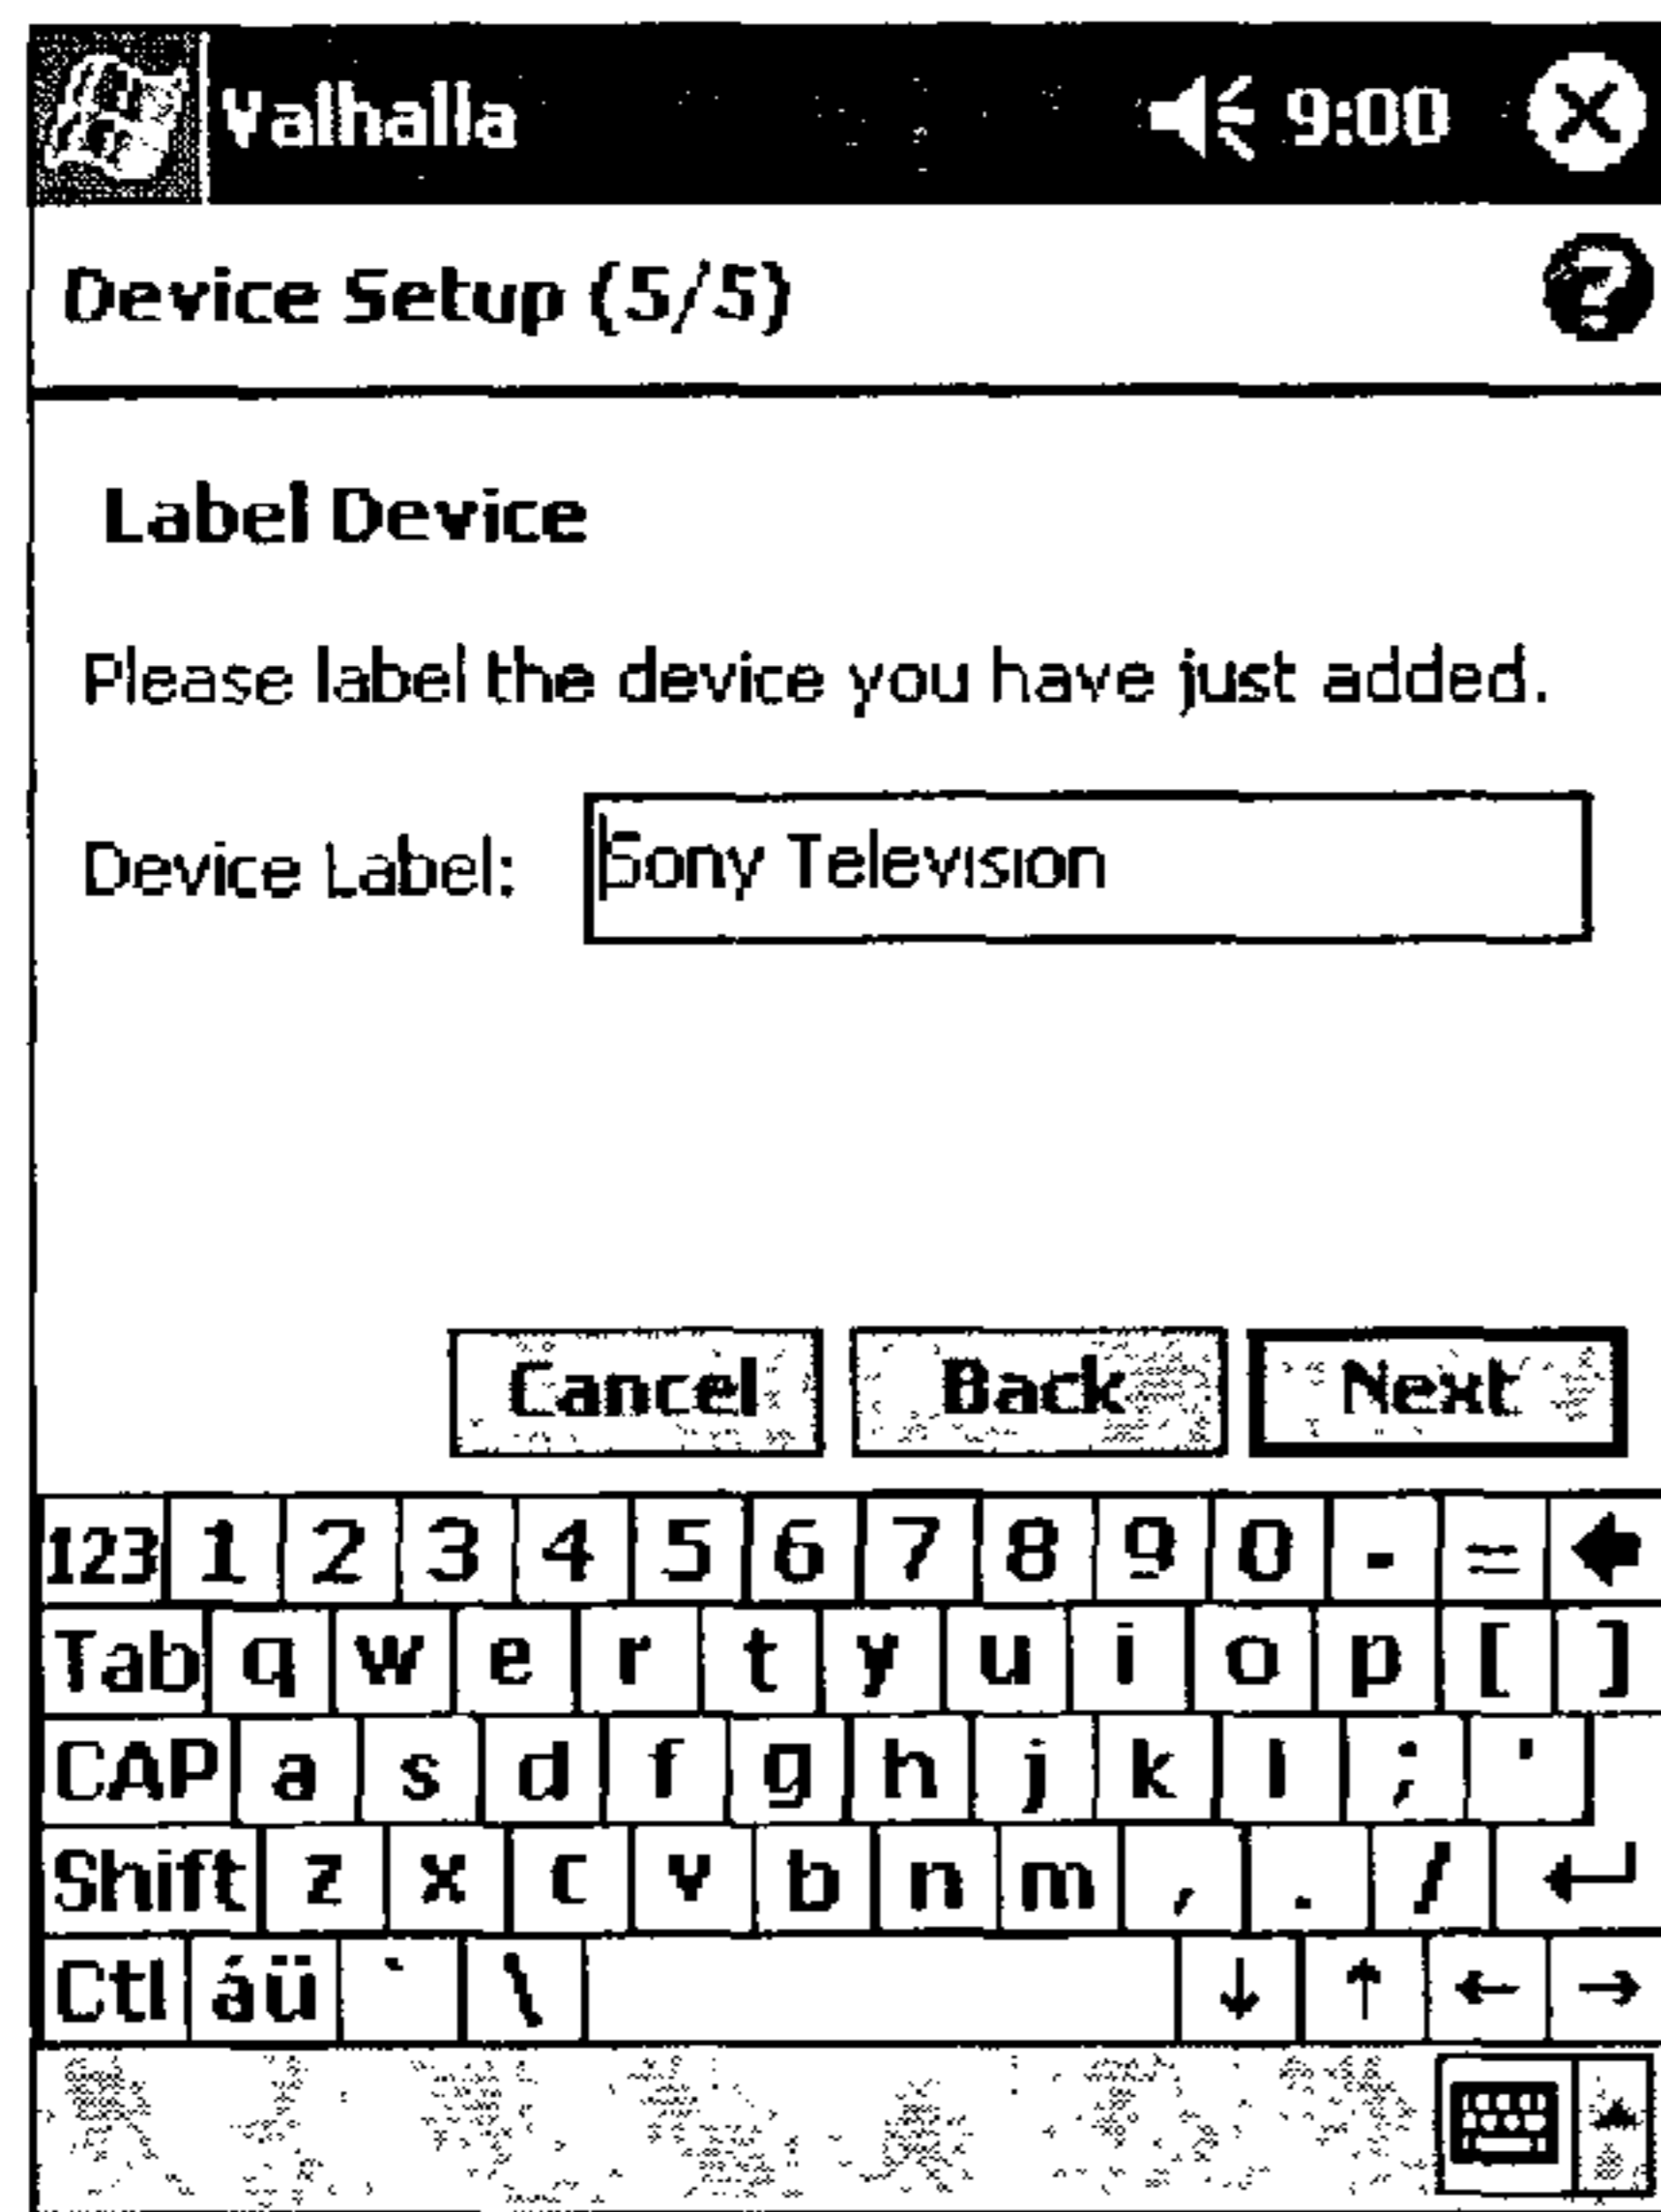 Valhalla 9:00
Device Setup (5/5) ?
Label Device
Please label the device you have just added.
Device Label: Sony Television
Cancel Back Next
123 1 2 3 4 5 6 7 8 9 0 - =
Tab q w e r t y u i o p [ ]
CAP a s d f g h j k l ; '
Shift z x c v b n m , . /
Ctl áü ` \ ↓ ↑ ← →